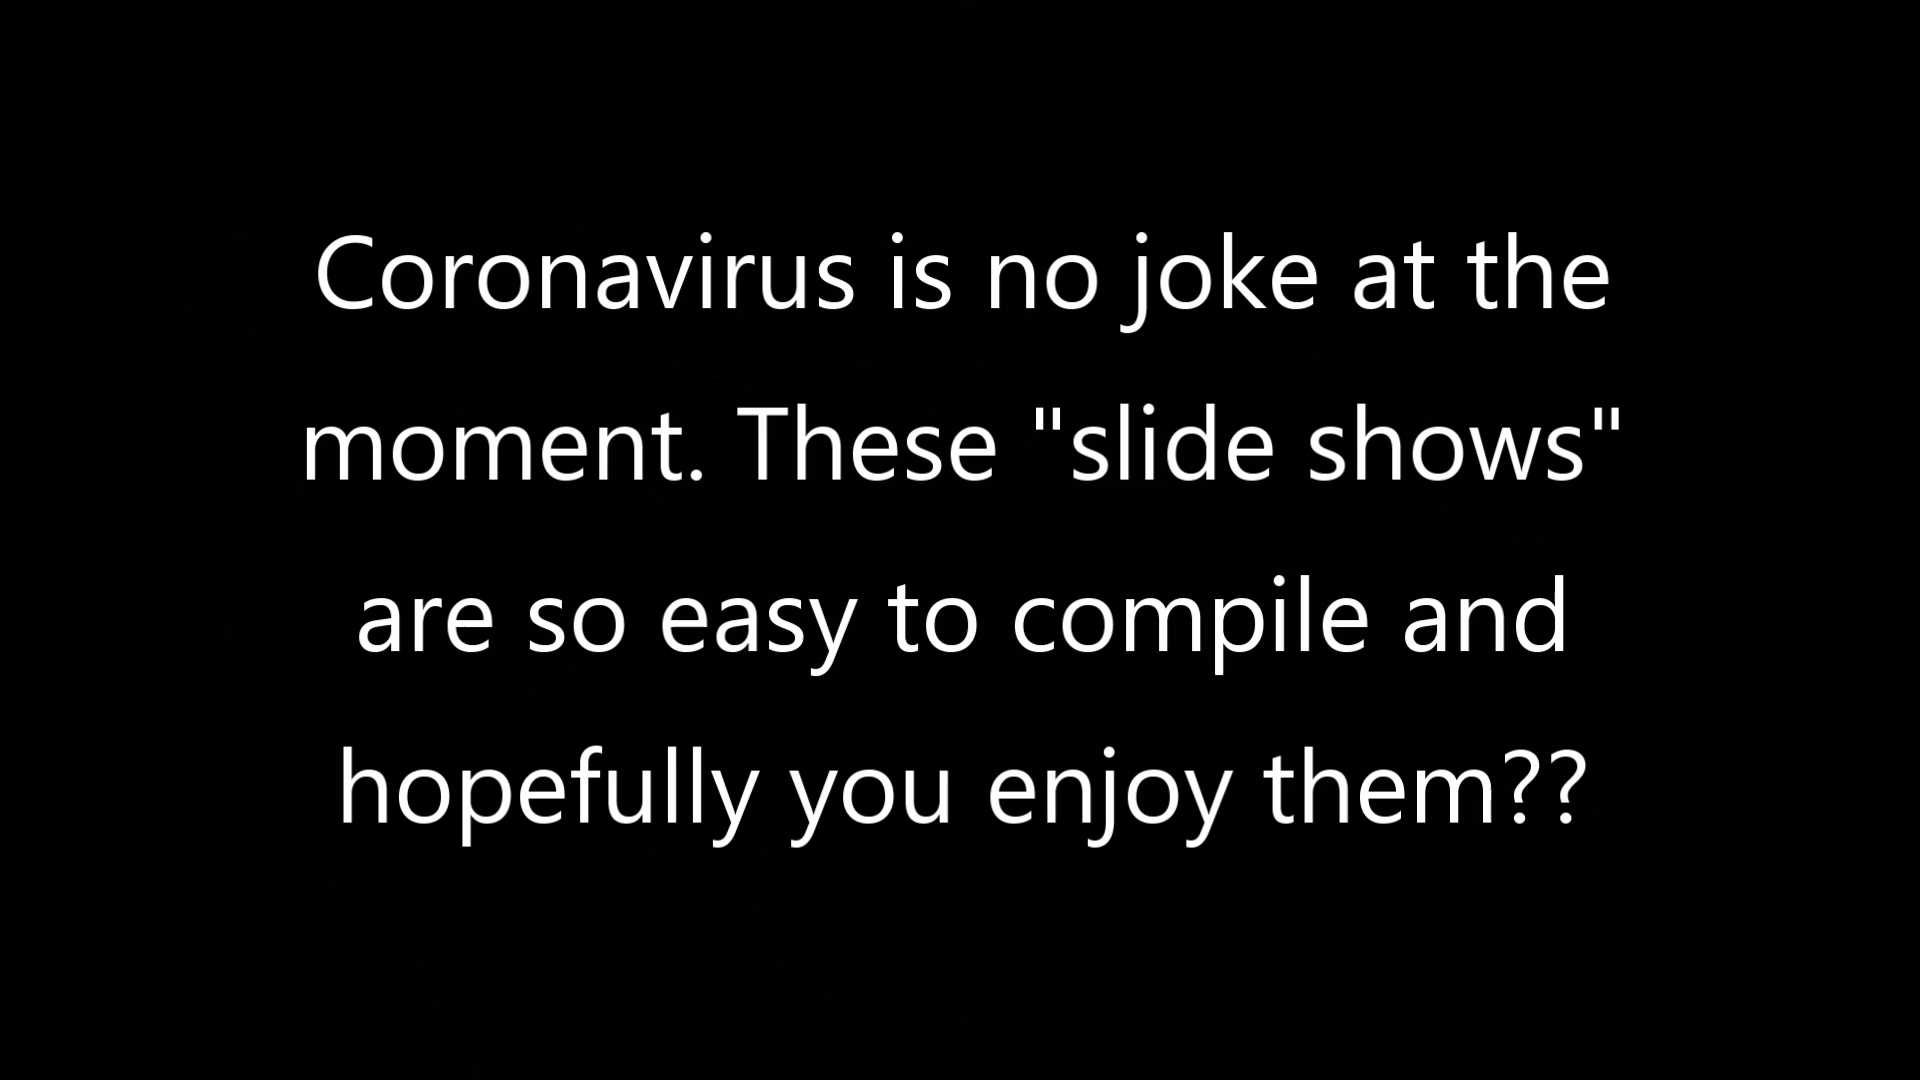 Coronavirus is no joke at the
moment. These "slide shows"
are so easy to compile and
hopefully you enjoy them??